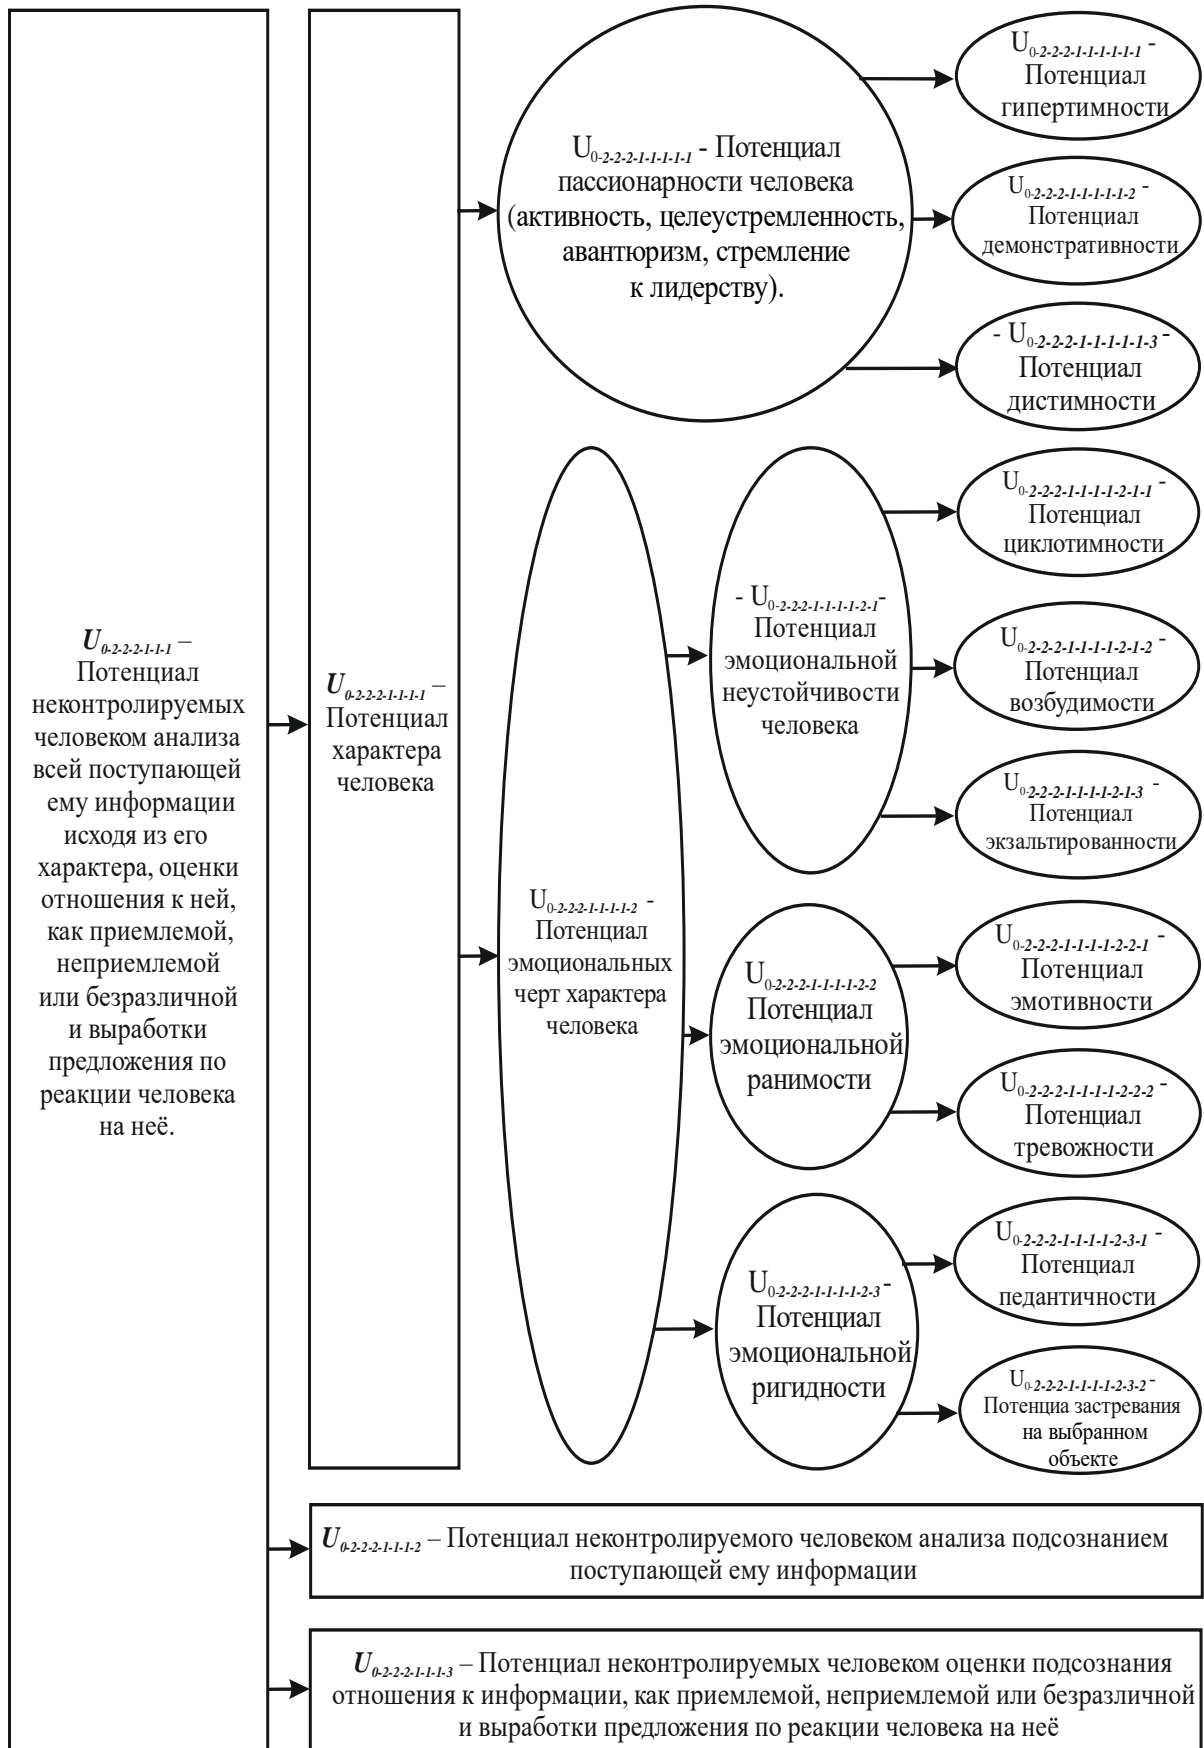 U0-2-2-2-1-1-1 –
Потенциал
неконтролируемых
человеком анализа
всей поступающей
ему информации
исходя из его
характера, оценки
отношения к ней,
как приемлемой,
неприемлемой
или безразличной
и выработки
предложения по
реакции человека
на неё.
U0-2-2-2-1-1-1-1 –
Потенциал
характера
человека
U0-2-2-2-1-1-1-1-1 - Потенциал
пассионарности человека
(активность, целеустремленность,
авантюризм, стремление
к лидерству).
U0-2-2-2-1-1-1-1-1-1 -
Потенциал
гипертимности
U0-2-2-2-1-1-1-1-1-2 -
Потенциал
демонстративности
- U0-2-2-2-1-1-1-1-1-3 -
Потенциал
дистимности
U0-2-2-2-1-1-1-1-2 -
Потенциал
эмоциональных
черт характера
человека
- U0-2-2-2-1-1-1-1-2-1-
Потенциал
эмоциональной
неустойчивости
человека
U0-2-2-2-1-1-1-1-2-1-1 -
Потенциал
циклотимности
U0-2-2-2-1-1-1-1-2-1-2 -
Потенциал
возбудимости
U0-2-2-2-1-1-1-1-2-1-3 -
Потенциал
экзальтированности
U0-2-2-2-1-1-1-1-2-2
Потенциал
эмоциональной
ранимости
U0-2-2-2-1-1-1-1-2-2-1 -
Потенциал
эмотивности
U0-2-2-2-1-1-1-1-2-2-2 -
Потенциал
тревожности
U0-2-2-2-1-1-1-1-2-3-
Потенциал
эмоциональной
ригидности
U0-2-2-2-1-1-1-1-2-3-1 -
Потенциал
педантичности
U0-2-2-2-1-1-1-1-2-3-2 -
Потенциа застревания
на выбранном
объекте
U0-2-2-2-1-1-1-2 – Потенциал неконтролируемого человеком анализа подсознанием
поступающей ему информации
U0-2-2-2-1-1-1-3 – Потенциал неконтролируемых человеком оценки подсознания
отношения к информации, как приемлемой, неприемлемой или безразличной
и выработки предложения по реакции человека на неё